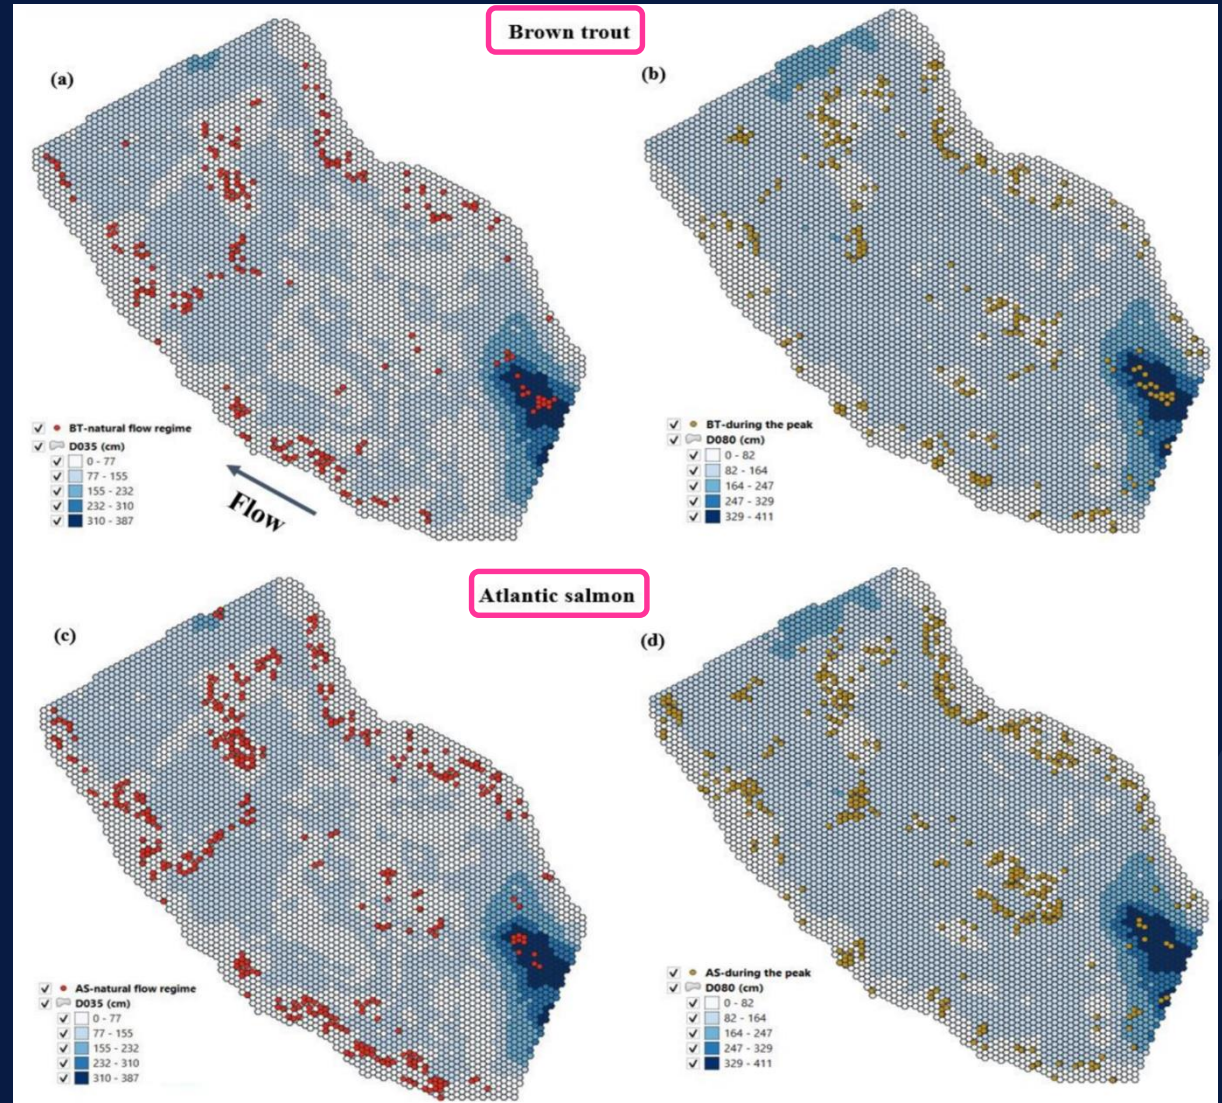 Brown trout
(a)
(b)
BT-natural flow regime
D035 (cm)
0 - 77
77 - 155
155 - 232
232 - 310
310 - 387
Flow
BT-during the peak
D080 (cm)
0 - 82
82 - 164
164 - 247
247 - 329
329 - 411
Atlantic salmon
(c)
(d)
AS-natural flow regime
D035 (cm)
0 - 77
77 - 155
155 - 232
232 - 310
310 - 387
AS-during the peak
D080 (cm)
0 - 82
82 - 164
164 - 247
247 - 329
329 - 411